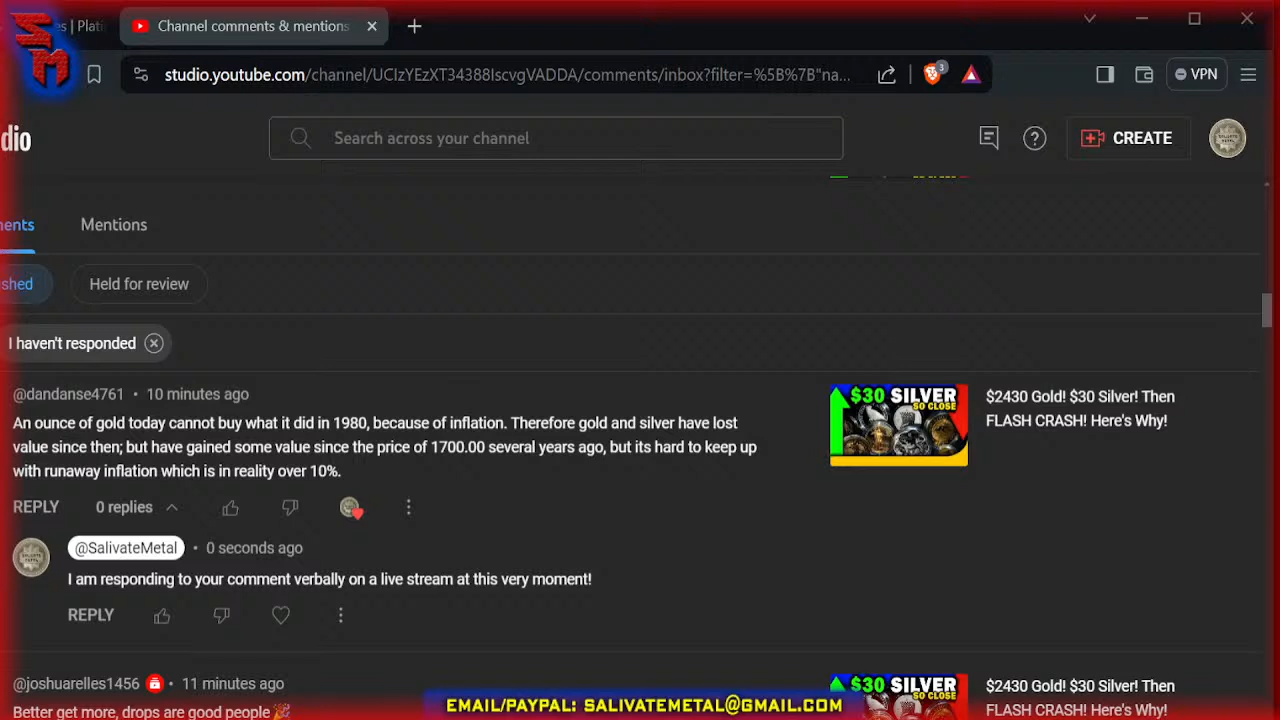 SM
es | Plati
Channel comments & mentions
studio.youtube.com/channel/UCIzYEzXT34388IscvgVADDA/comments/inbox?filter=%5B%7B"na...
3
VPN
dio
Search across your channel
CREATE
SO CLOSE
ments
Mentions
shed
Held for review
I haven't responded
@dandanse4761 • 10 minutes ago
An ounce of gold today cannot buy what it did in 1980, because of inflation. Therefore gold and silver have lost
value since then; but have gained some value since the price of 1700.00 several years ago, but its hard to keep up
with runaway inflation which is in reality over 10%.
$30 SILVER
SO CLOSE
$2430 Gold! $30 Silver! Then
FLASH CRASH! Here's Why!
REPLY 0 replies
@SalivateMetal • 0 seconds ago
I am responding to your comment verbally on a live stream at this very moment!
REPLY
@joshuarelles1456 • 11 minutes ago
Better get more, drops are good people 🎉
$30 SILVER
SO CLOSE
$2430 Gold! $30 Silver! Then
FLASH CRASH! Here's Why!
EMAIL/PAYPAL: SALIVATEMETAL@GMAIL.COM